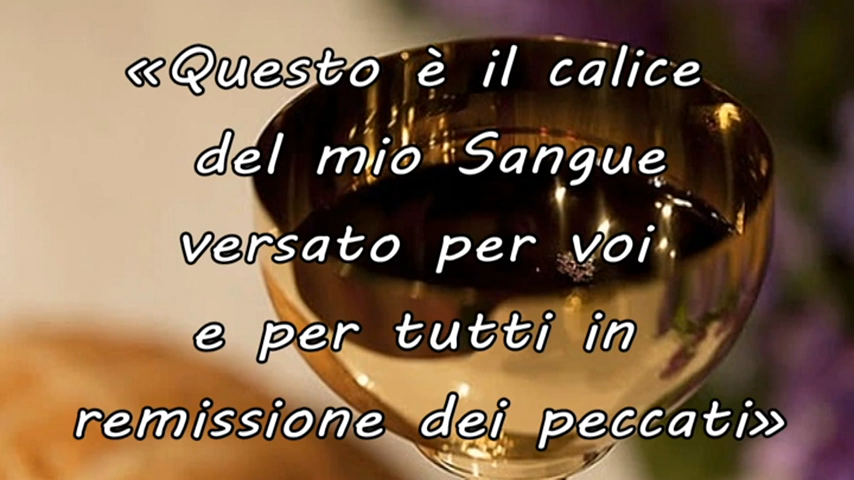 «Questo è il calice
del mio Sangue
versato per voi
e per tutti in
remissione dei peccati»